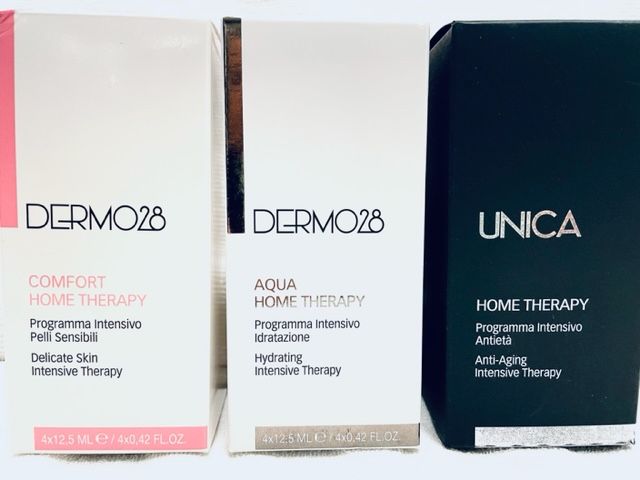 DERMO28
COMFORT
HOME THERAPY
Programma Intensivo
Pelli Sensibili
Delicate Skin
Intensive Therapy
4x12,5 ML ℮ / 4x0,42 FL.OZ.
DERMO28
AQUA
HOME THERAPY
Programma Intensivo
Idratazione
Hydrating
Intensive Therapy
4x12,5 ML ℮ / 4x0,42 FL.OZ.
UNICA
HOME THERAPY
Programma Intensivo
Antietà
Anti-Aging
Intensive Therapy